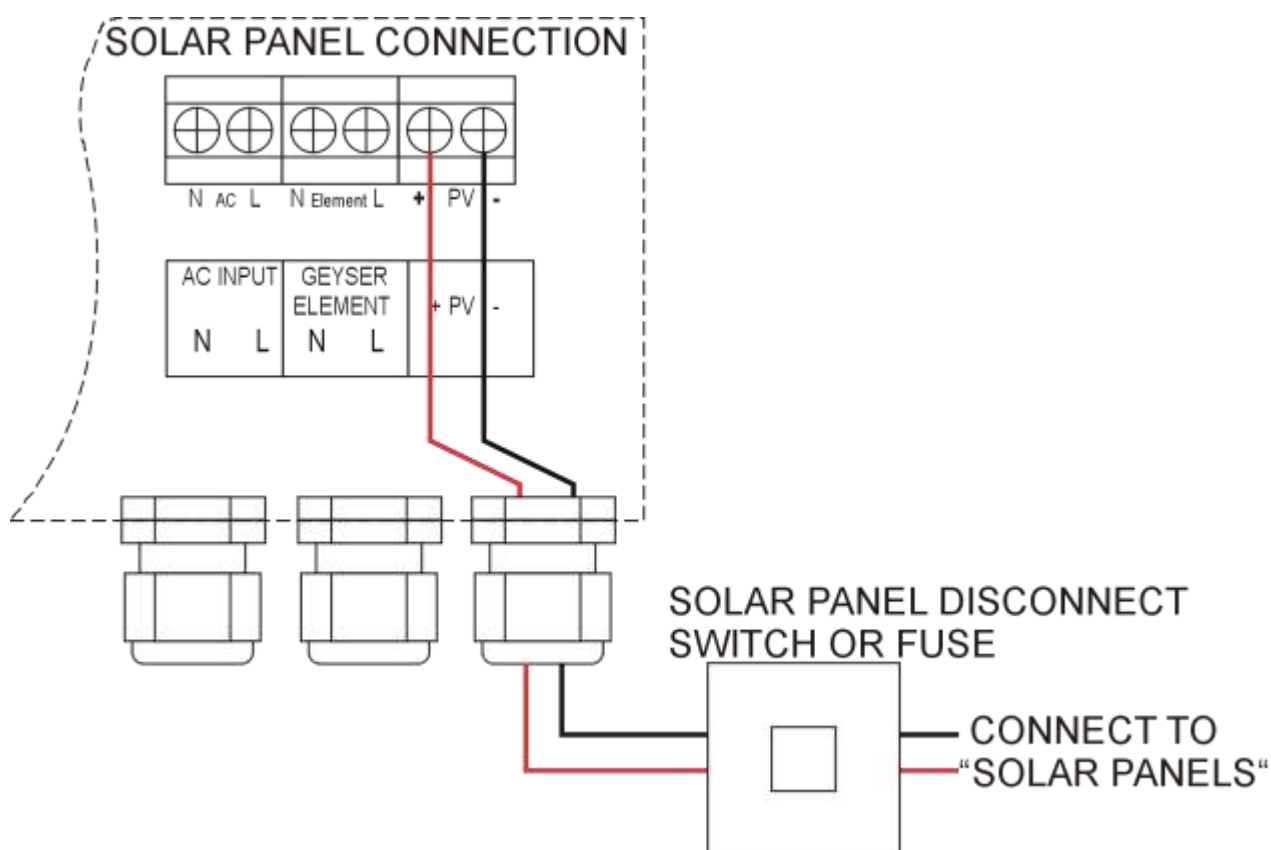 SOLAR PANEL CONNECTION
N AC L N Element L + PV -
AC INPUT GEYSER
ELEMENT + PV -
N L N L
SOLAR PANEL DISCONNECT
SWITCH OR FUSE
CONNECT TO
“SOLAR PANELS“